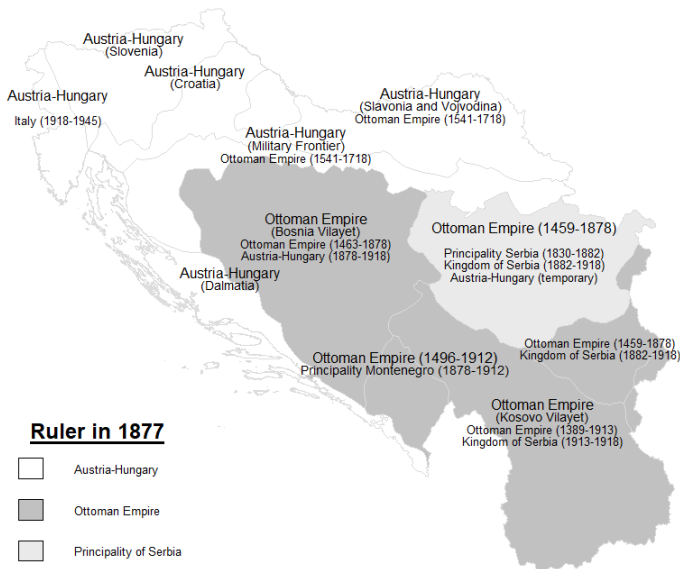 Austria-Hungary
(Slovenia)
Austria-Hungary
(Croatia)
Austria-Hungary
Italy (1918-1945)
Austria-Hungary
(Slavonia and Vojvodina)
Ottoman Empire (1541-1718)
Austria-Hungary
(Military Frontier)
Ottoman Empire (1541-1718)
Ottoman Empire
(Bosnia Vilayet)
Ottoman Empire (1463-1878)
Austria-Hungary (1878-1918)
Ottoman Empire (1459-1878)
Principality Serbia (1830-1882)
Kingdom of Serbia (1882-1918)
Austria-Hungary (temporary)
Austria-Hungary
(Dalmatia)
Ottoman Empire (1459-1878)
Kingdom of Serbia (1882-1918)
Ottoman Empire (1496-1912)
Principality Montenegro (1878-1912)
Ottoman Empire
(Kosovo Vilayet)
Ottoman Empire (1389-1913)
Kingdom of Serbia (1913-1918)
Ruler in 1877
Austria-Hungary
Ottoman Empire
Principality of Serbia